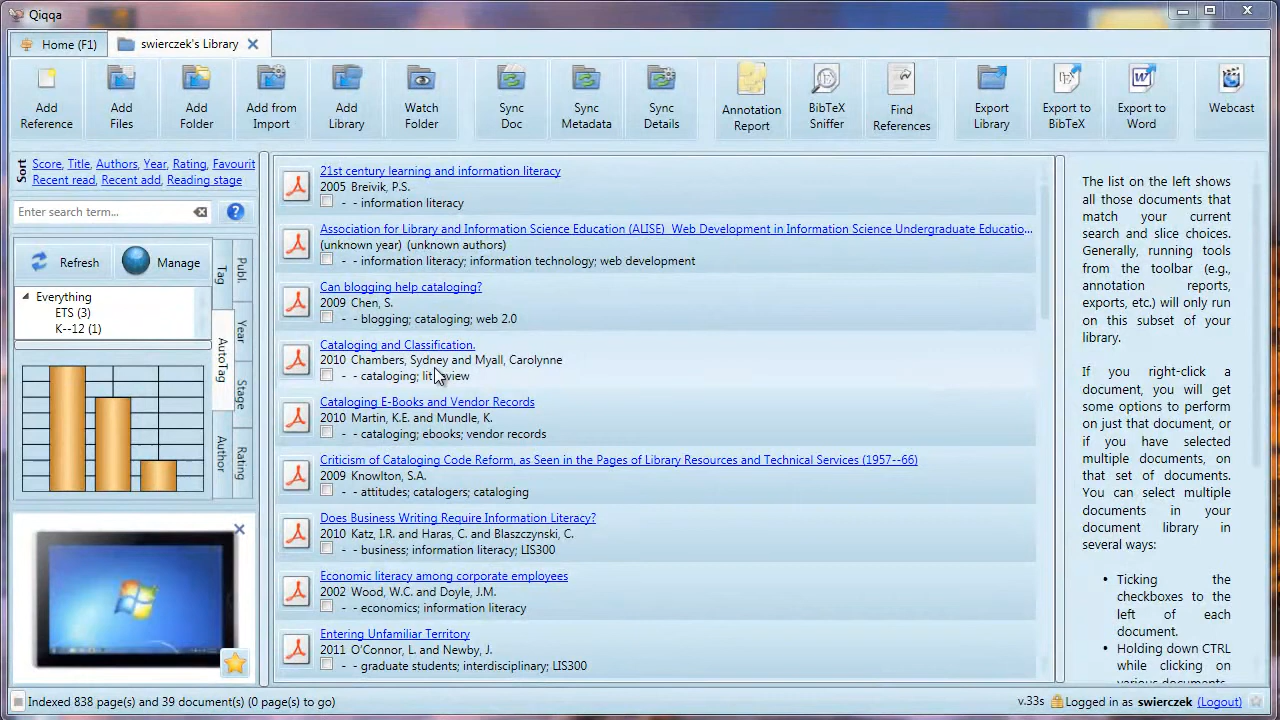 Qiqqa
Home (F1)
swierczek's Library
Add Reference
Add Files
Add Folder
Add from Import
Add Library
Watch Folder
Sync Doc
Sync Metadata
Sync Details
Annotation Report
BibTeX Sniffer
Find References
Export Library
Export to BibTeX
Export to Word
Webcast
Sort
Score, Title, Authors, Year, Rating, Favourit
Recent read, Recent add, Reading stage
Enter search term...
Refresh
Manage
Everything
ETS (3)
K--12 (1)
Tag
AutoTag
Author
Publ.
Year
Stage
Rating
21st century learning and information literacy
2005 Breivik, P.S.
- - information literacy
Association for Library and Information Science Education (ALISE) Web Development in Information Science Undergraduate Educatio...
(unknown year) (unknown authors)
- - information literacy; information technology; web development
Can blogging help cataloging?
2009 Chen, S.
- - blogging; cataloging; web 2.0
Cataloging and Classification.
2010 Chambers, Sydney and Myall, Carolynne
- - cataloging; lit
Cataloging E-Books and Vendor Records
2010 Martin, K.E. and Mundle, K.
- - cataloging; ebooks; vendor records
Criticism of Cataloging Code Reform, as Seen in the Pages of Library Resources and Technical Services (1957--66)
2009 Knowlton, S.A.
- - attitudes; catalogers; cataloging
Does Business Writing Require Information Literacy?
2010 Katz, I.R. and Haras, C. and Blaszczynski, C.
- - business; information literacy; LIS300
Economic literacy among corporate employees
2002 Wood, W.C. and Doyle, J.M.
- - economics; information literacy
Entering Unfamiliar Territory
2011 O'Connor, L. and Newby, J.
- - graduate students; interdisciplinary; LIS300
The list on the left shows
all those documents that
match your current
search and slice choices.
Generally, running tools
from the toolbar (e.g.,
annotation reports,
exports, etc.) will only run
on this subset of your
library.
If you right-click a
document, you will get
some options to perform
on just that document, or
if you have selected
multiple documents, on
that set of documents.
You can select multiple
documents in your
document library in
several ways:
• Ticking the
checkboxes to the
left of each
document.
• Holding down CTRL
while clicking on
various documents
Indexed 838 page(s) and 39 document(s) (0 page(s) to go)
v.33s
Logged in as swierczek (Logout)